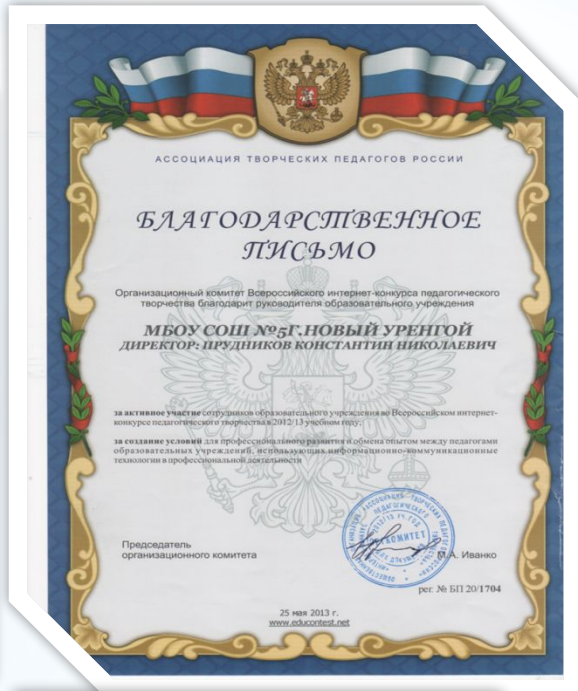 АССОЦИАЦИЯ ТВОРЧЕСКИХ ПЕДАГОГОВ РОССИИ
БЛАГОДАРСТВЕННОЕ
ПИСЬМО
Организационный комитет Всероссийского интернет-конкурса педагогического
творчества благодарит руководителя образовательного учреждения
МБОУ СОШ №5Г.НОВЫЙ УРЕНГОЙ
ДИРЕКТОР: ПРУДНИКОВ КОНСТАНТИН НИКОЛАЕВИЧ
за активное участие сотрудников образовательного учреждения во Всероссийском интернет-
конкурсе педагогического творчества в 2012/13 учебном году;
за создание условий для профессионального развития и обмена опытом между педагогами
образовательных учреждений, использующих информационно-коммуникационные
технологии в профессиональной деятельности
Председатель
организационного комитета
М.А. Иванко
ОРГКОМИТЕТ
рег. № БП 20/1704
25 мая 2013 г.
www.educontest.net